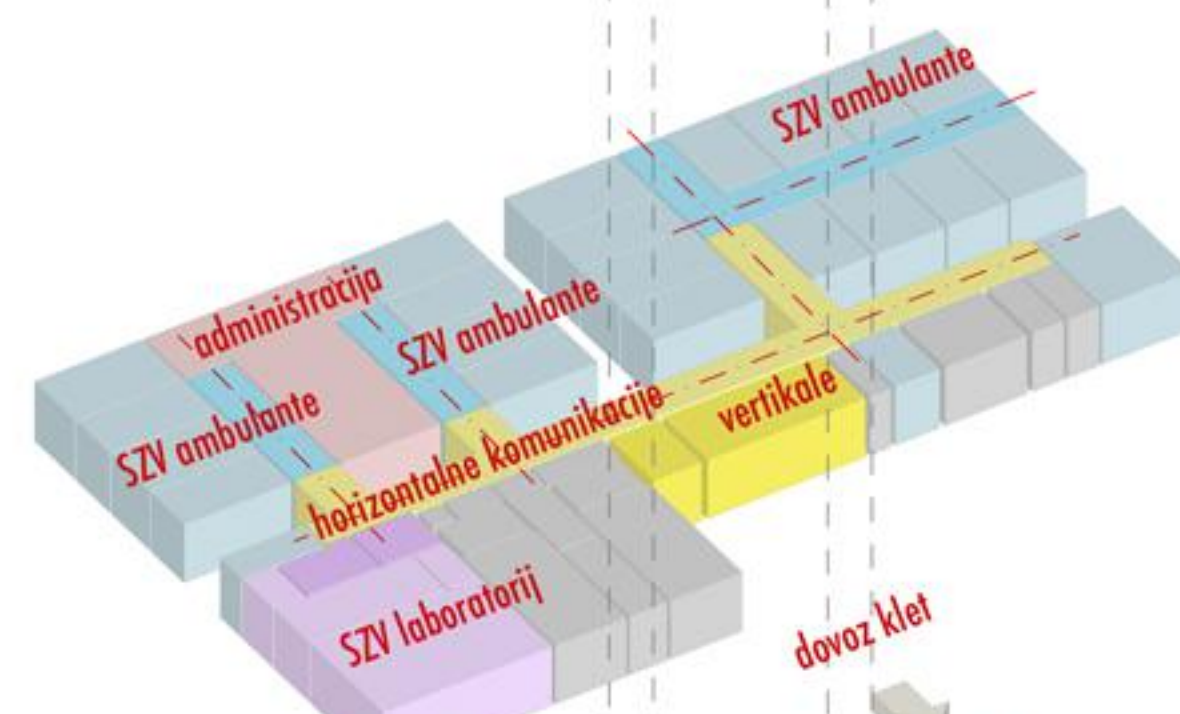 SZV ambulante
administracija
SZV ambulante
SZV ambulante
horizontalne komunikacije
vertikale
SZV laboratorij
dovoz klet